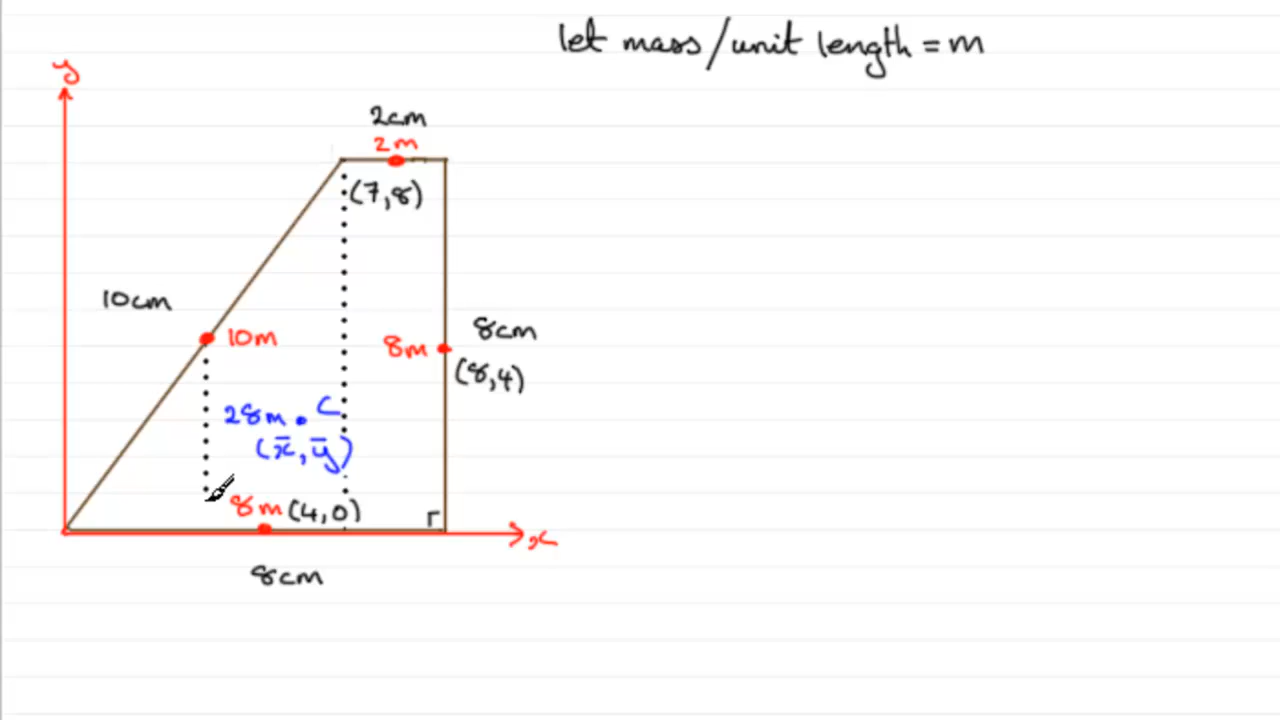 let mass/unit length = m
y
2cm
2m
(7,8)
10cm
10m
8m
8cm
(8,4)
28m . C
(x̄, ȳ)
8m (4,0)
x
8cm